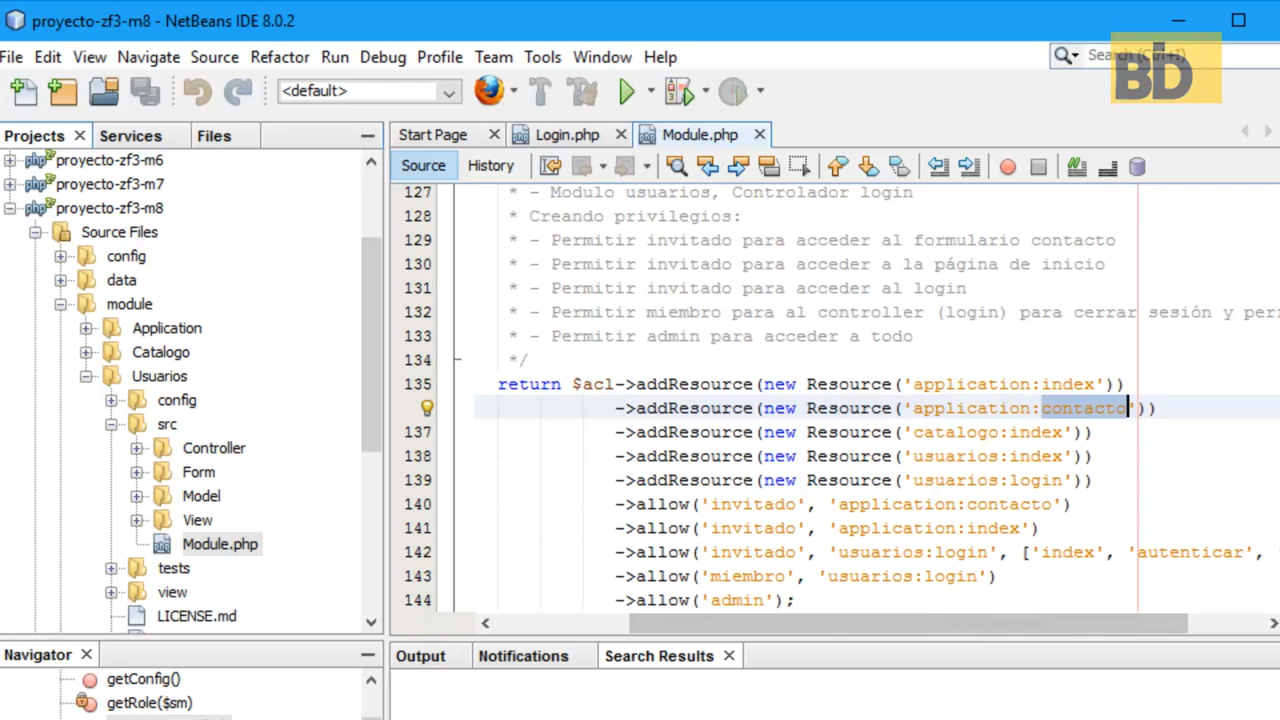 proyecto-zf3-m8 - NetBeans IDE 8.0.2
File Edit View Navigate Source Refactor Run Debug Profile Team Tools Window Help
Search (Ctrl+I)
BD
<default>
Projects Services Files
Start Page Login.php Module.php
Source History
proyecto-zf3-m6
proyecto-zf3-m7
proyecto-zf3-m8
Source Files
config
data
module
Application
Catalogo
Usuarios
config
src
Controller
Form
Model
View
Module.php
tests
view
LICENSE.md
127 * - Modulo usuarios, Controlador login
128 * Creando privilegios:
129 * - Permitir invitado para acceder al formulario contacto
130 * - Permitir invitado para acceder a la página de inicio
131 * - Permitir invitado para acceder al login
132 * - Permitir miembro para al controller (login) para cerrar sesión y
133 * - Permitir admin para acceder a todo
134 */
135 return $acl->addResource(new Resource('application:index'))
->addResource(new Resource('application:contacto'))
137 ->addResource(new Resource('catalogo:index'))
138 ->addResource(new Resource('usuarios:index'))
139 ->addResource(new Resource('usuarios:login'))
140 ->allow('invitado', 'application:contacto')
141 ->allow('invitado', 'application:index')
142 ->allow('invitado', 'usuarios:login', ['index', 'autenticar', '
143 ->allow('miembro', 'usuarios:login')
144 ->allow('admin');
Navigator
getConfig()
getRole($sm)
Output Notifications Search Results